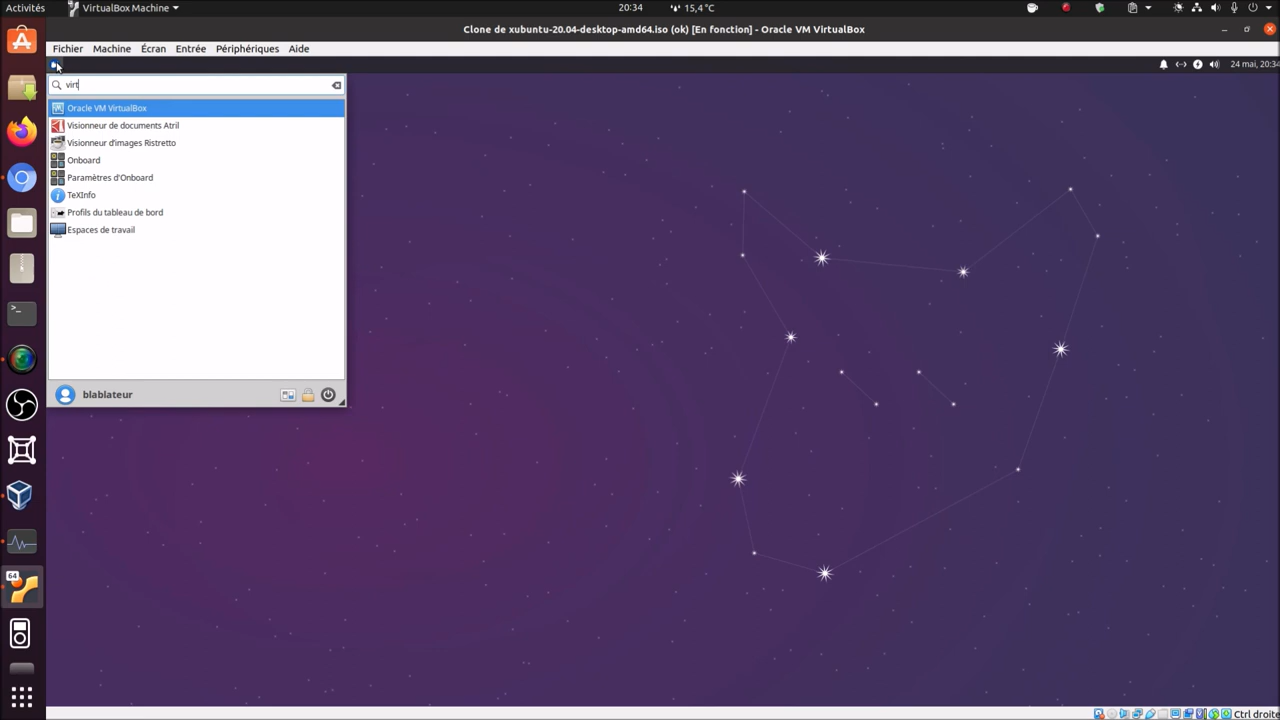 Activités VirtualBox Machine 20:34 15,4 °C
Clone de xubuntu-20.04-desktop-amd64.iso (ok) [En fonction] - Oracle VM VirtualBox
Fichier Machine Écran Entrée Périphériques Aide
24 mai, 20:34
virt
Oracle VM VirtualBox
Visionneur de documents Atril
Visionneur d'images Ristretto
Onboard
Paramètres d'Onboard
TeXInfo
Profils du tableau de bord
Espaces de travail
blablateur
64
Ctrl droite